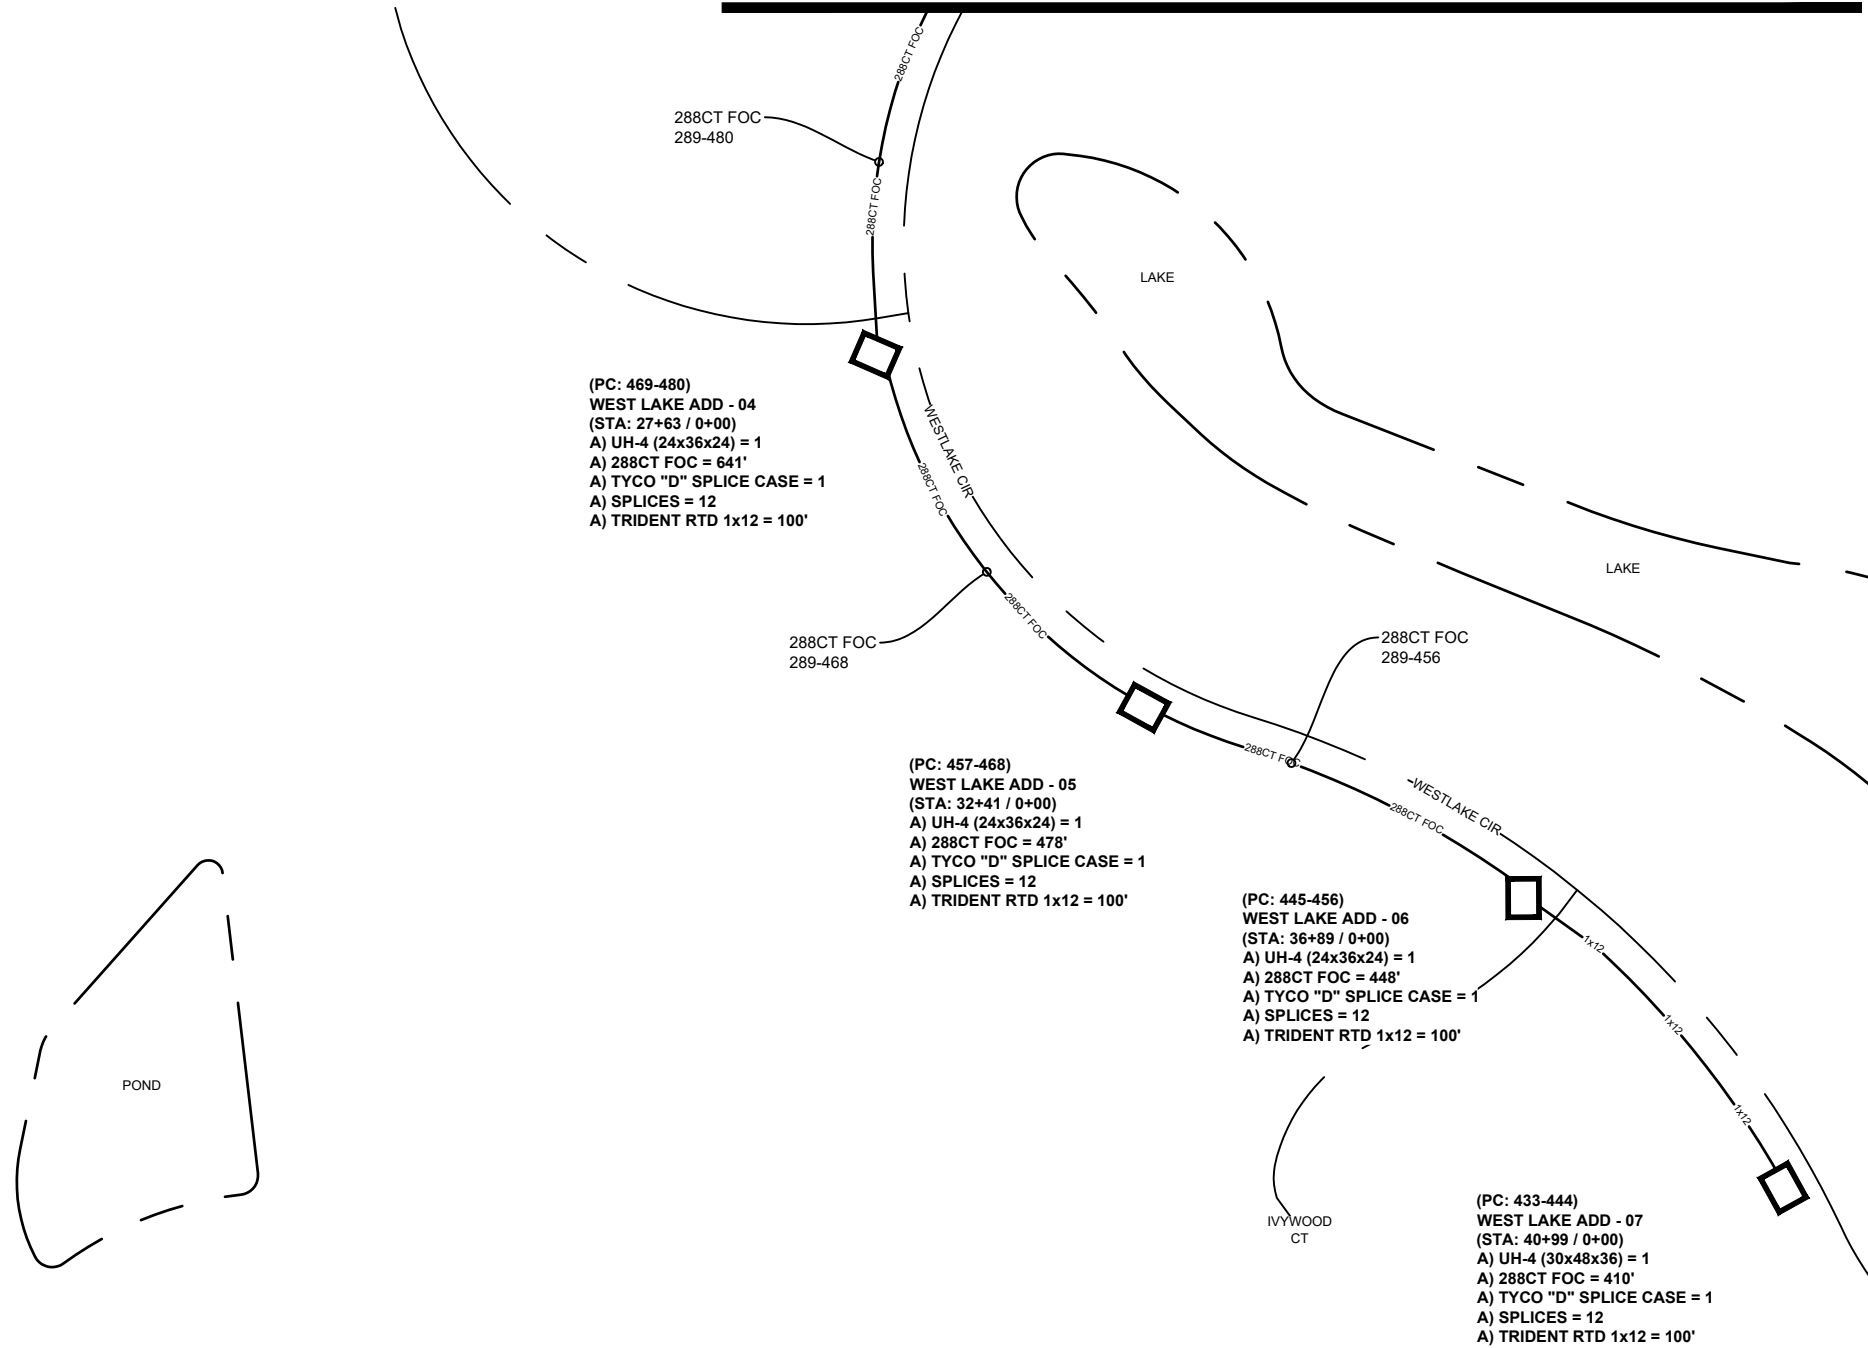 288CT FOC
288CT FOC
289-480
288CT FOC
LAKE
(PC: 469-480)
WEST LAKE ADD - 04
(STA: 27+63 / 0+00)
A) UH-4 (24x36x24) = 1
A) 288CT FOC = 641'
A) TYCO "D" SPLICE CASE = 1
A) SPLICES = 12
A) TRIDENT RTD 1x12 = 100'
WESTLAKE CIR
288CT FOC
LAKE
288CT FOC
288CT FOC
289-468
288CT FOC
289-456
288CT FOC
(PC: 457-468)
WEST LAKE ADD - 05
(STA: 32+41 / 0+00)
A) UH-4 (24x36x24) = 1
A) 288CT FOC = 478'
A) TYCO "D" SPLICE CASE = 1
A) SPLICES = 12
A) TRIDENT RTD 1x12 = 100'
WESTLAKE CIR
288CT FOC
(PC: 445-456)
WEST LAKE ADD - 06
(STA: 36+89 / 0+00)
A) UH-4 (24x36x24) = 1
A) 288CT FOC = 448'
A) TYCO "D" SPLICE CASE = 1
A) SPLICES = 12
A) TRIDENT RTD 1x12 = 100'
1x12
1x12
1x12
POND
IVYWOOD
CT
(PC: 433-444)
WEST LAKE ADD - 07
(STA: 40+99 / 0+00)
A) UH-4 (30x48x36) = 1
A) 288CT FOC = 410'
A) TYCO "D" SPLICE CASE = 1
A) SPLICES = 12
A) TRIDENT RTD 1x12 = 100'